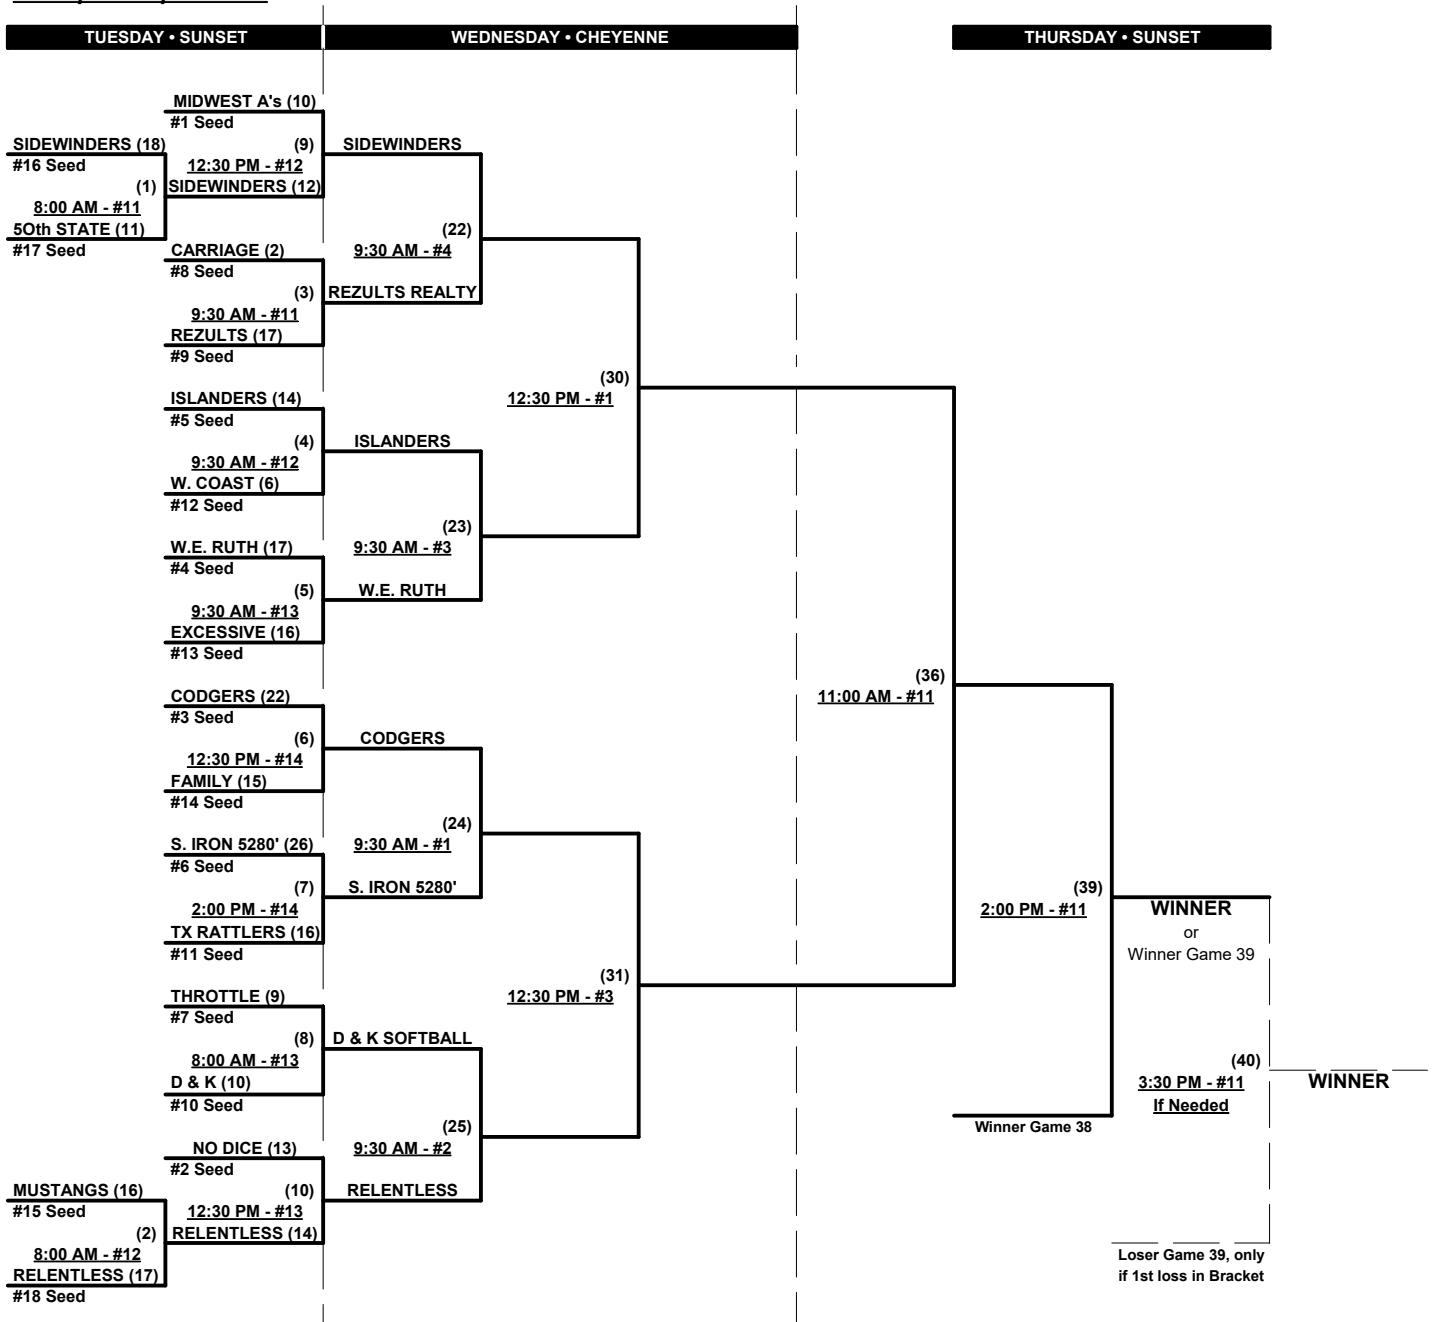 TUESDAY • SUNSET
WEDNESDAY • CHEYENNE
THURSDAY • SUNSET
MIDWEST A's (10)
#1 Seed
SIDEWINDERS (18)
#16 Seed
(9)
12:30 PM - #12
SIDEWINDERS
(1)
8:00 AM - #11
SIDEWINDERS (12)
5Oth STATE (11)
#17 Seed
(22)
9:30 AM - #4
CARRIAGE (2)
#8 Seed
(3)
9:30 AM - #11
REZULTS REALTY
REZULTS (17)
#9 Seed
(30)
12:30 PM - #1
ISLANDERS (14)
#5 Seed
(4)
9:30 AM - #12
ISLANDERS
W. COAST (6)
#12 Seed
(23)
9:30 AM - #3
W.E. RUTH (17)
#4 Seed
(5)
9:30 AM - #13
W.E. RUTH
EXCESSIVE (16)
#13 Seed
(36)
11:00 AM - #11
CODGERS (22)
#3 Seed
(6)
12:30 PM - #14
CODGERS
FAMILY (15)
#14 Seed
(24)
9:30 AM - #1
S. IRON 5280' (26)
#6 Seed
(7)
2:00 PM - #14
S. IRON 5280'
TX RATTLERS (16)
#11 Seed
(39)
2:00 PM - #11
WINNER
or
Winner Game 39
(31)
12:30 PM - #3
THROTTLE (9)
#7 Seed
(8)
8:00 AM - #13
D & K SOFTBALL
D & K (10)
#10 Seed
(40)
3:30 PM - #11
If Needed
WINNER
Winner Game 38
(25)
9:30 AM - #2
NO DICE (13)
#2 Seed
MUSTANGS (16)
#15 Seed
(10)
12:30 PM - #13
RELENTLESS
(2)
8:00 AM - #12
RELENTLESS (14)
RELENTLESS (17)
#18 Seed
Loser Game 39, only
if 1st loss in Bracket